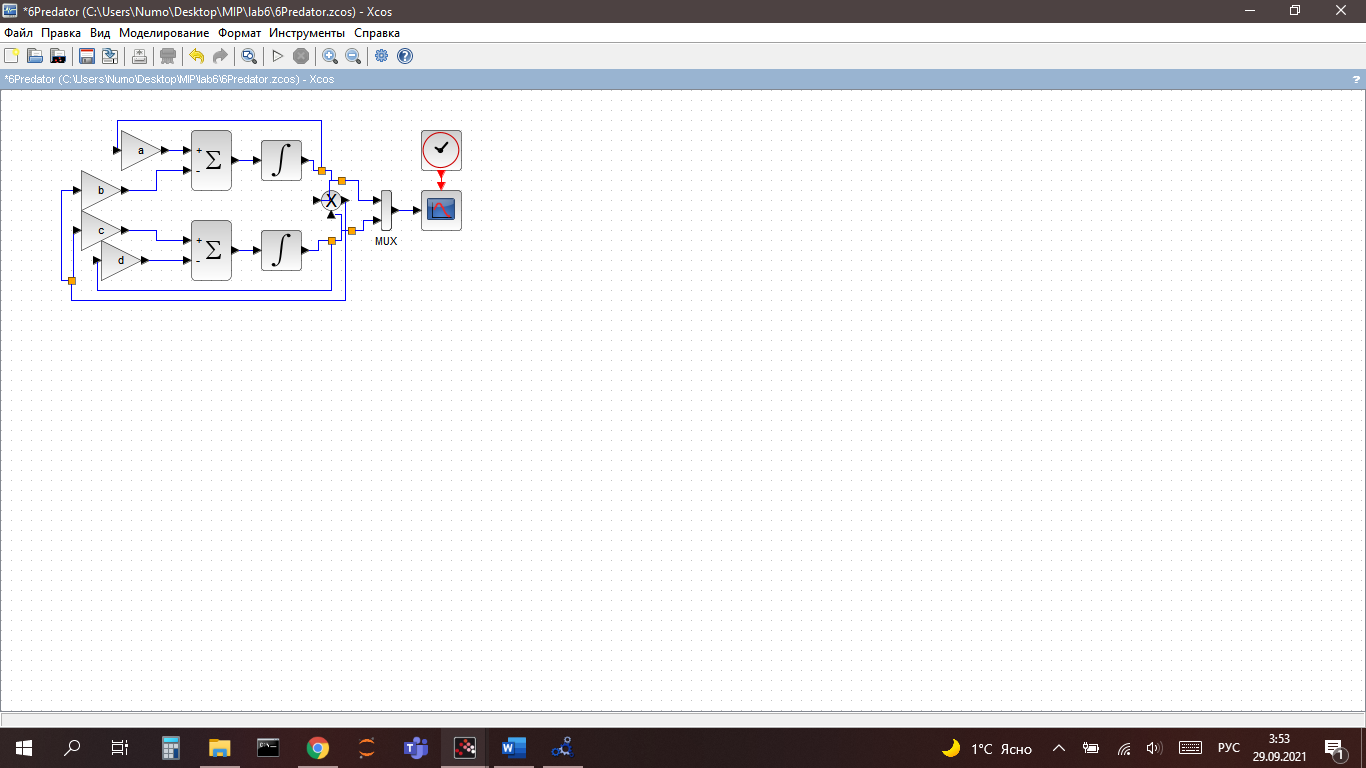 *6Predator (C:\Users\Numo\Desktop\MIP\lab6\6Predator.zcos) - Xcos
Файл Правка Вид Моделирование Формат Инструменты Справка
*6Predator (C:\Users\Numo\Desktop\MIP\lab6\6Predator.zcos) - Xcos ?
a + - Σ ∫
b
X
c + - Σ ∫
MUX
d
1°C Ясно РУС 3:53
29.09.2021 1